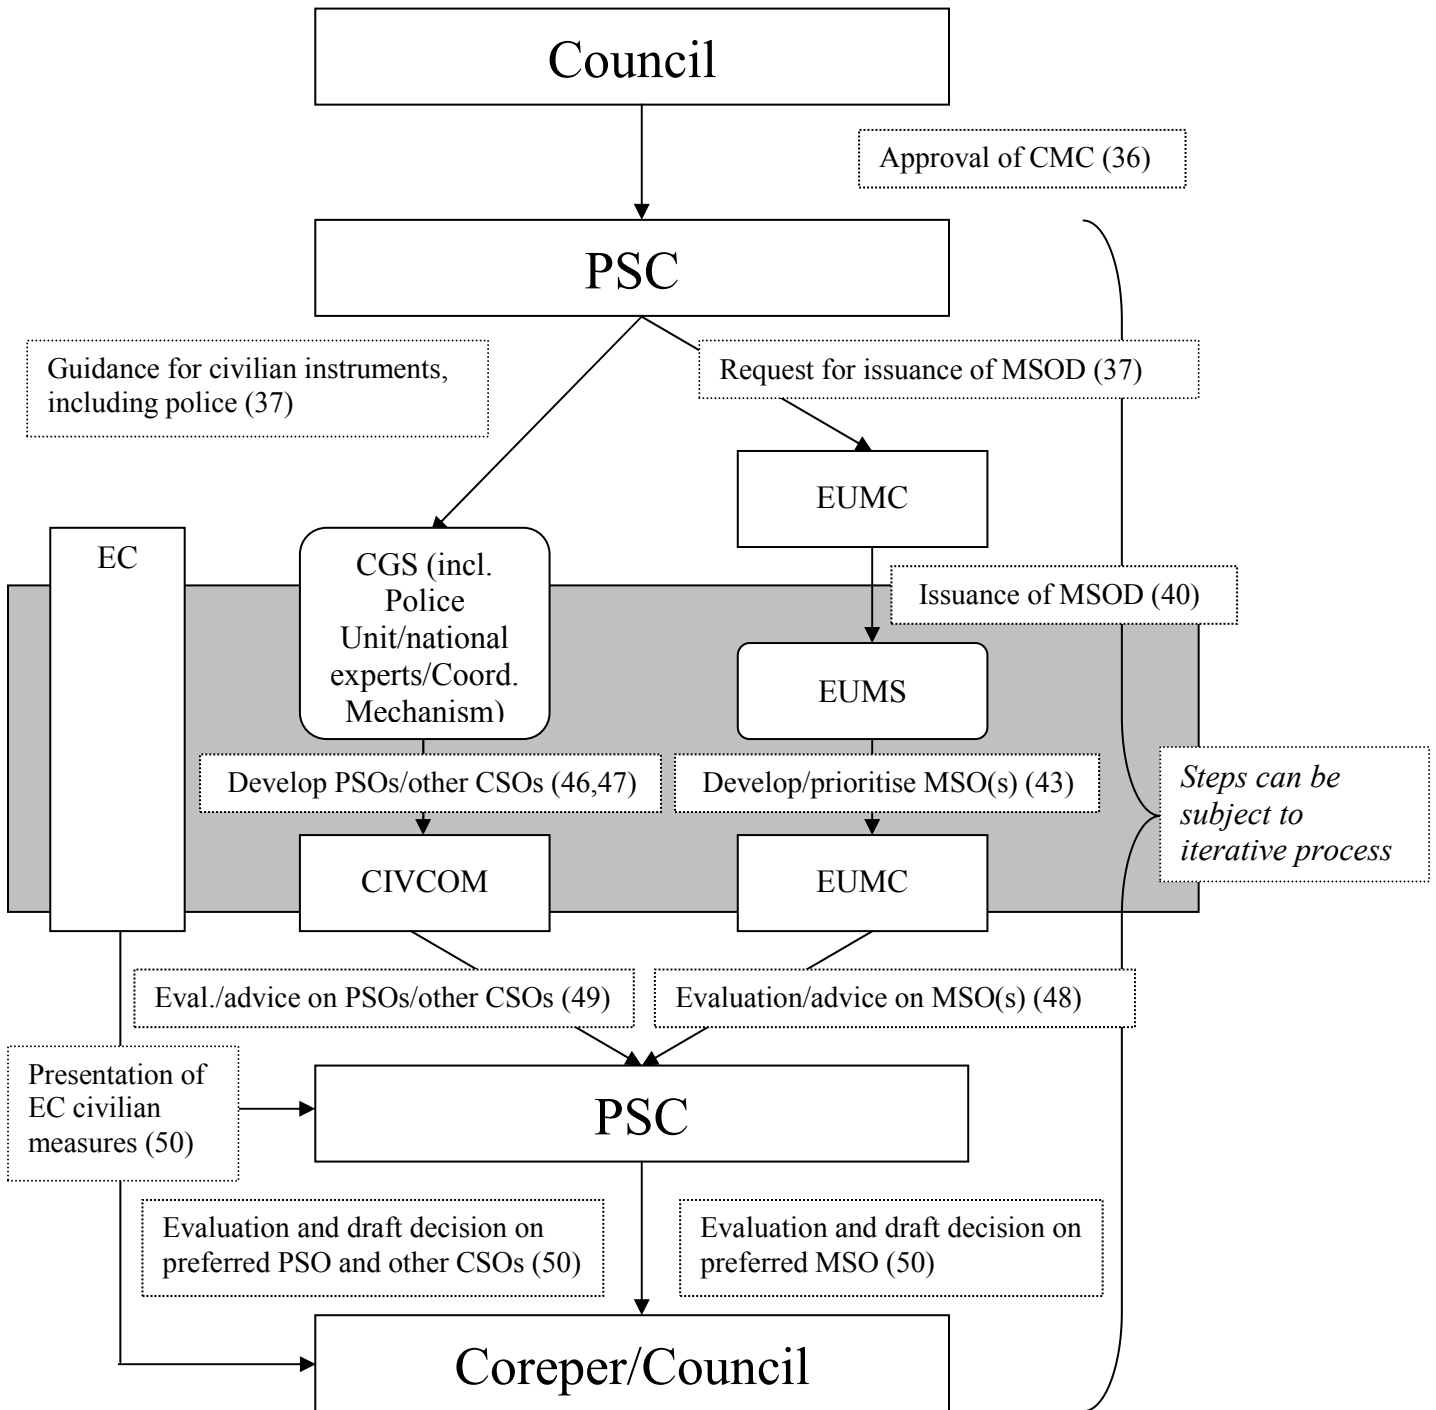 Council
Approval of CMC (36)
PSC
Guidance for civilian instruments,
including police (37)
Request for issuance of MSOD (37)
EUMC
EC
CGS (incl.
Police
Unit/national
experts/Coord.
Mechanism)
Issuance of MSOD (40)
EUMS
Develop PSOs/other CSOs (46,47)
Develop/prioritise MSO(s) (43)
Steps can be
subject to
iterative process
CIVCOM
EUMC
Eval./advice on PSOs/other CSOs (49)
Evaluation/advice on MSO(s) (48)
Presentation of
EC civilian
measures (50)
PSC
Evaluation and draft decision on
preferred PSO and other CSOs (50)
Evaluation and draft decision on
preferred MSO (50)
Coreper/Council